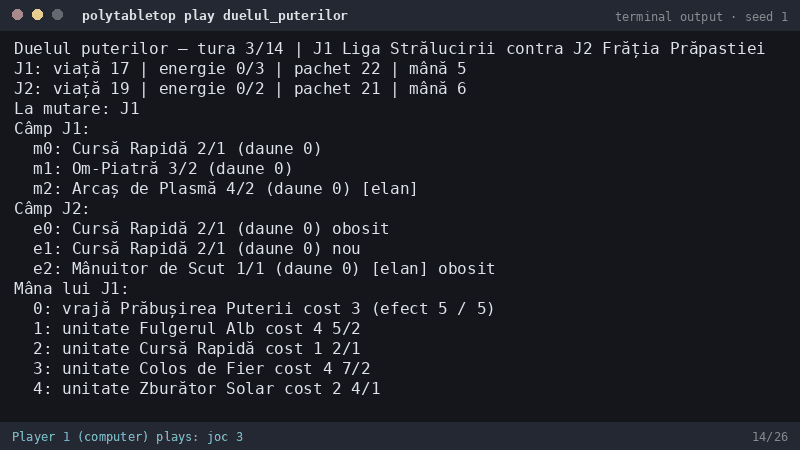 polytabletop play duelul_puterilor
terminal output · seed 1
Duelul puterilor — tura 3/14 | J1 Liga Strălucirii contra J2 Frăția Prăpastiei
J1: viață 17 | energie 0/3 | pachet 22 | mână 5
J2: viață 19 | energie 0/2 | pachet 21 | mână 6
La mutare: J1
Câmp J1:
m0: Cursă Rapidă 2/1 (daune 0)
m1: Om-Piatră 3/2 (daune 0)
m2: Arcaș de Plasmă 4/2 (daune 0) [elan]
Câmp J2:
e0: Cursă Rapidă 2/1 (daune 0) obosit
e1: Cursă Rapidă 2/1 (daune 0) nou
e2: Mânuitor de Scut 1/1 (daune 0) [elan] obosit
Mâna lui J1:
0: vrajă Prăbușirea Puterii cost 3 (efect 5 / 5)
1: unitate Fulgerul Alb cost 4 5/2
2: unitate Cursă Rapidă cost 1 2/1
3: unitate Colos de Fier cost 4 7/2
4: unitate Zburător Solar cost 2 4/1
Player 1 (computer) plays: joc 3
14/26